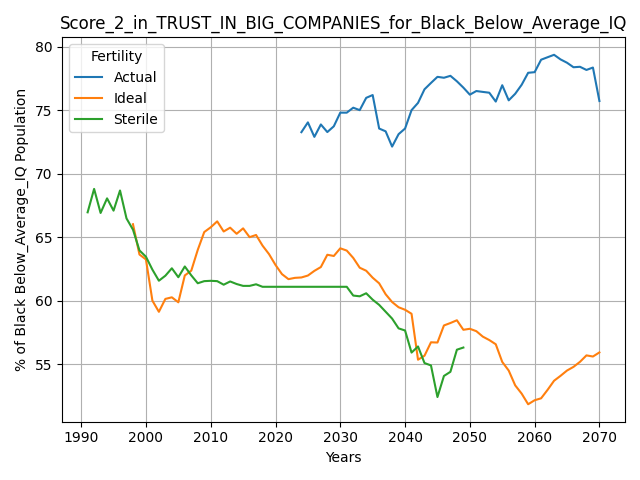 Score_2_in_TRUST_IN_BIG_COMPANIES_for_Black_Below_Average_IQ
Fertility
Actual
Ideal
Sterile
% of Black Below_Average_IQ Population
80
75
70
65
60
55
1990
2000
2010
2020
2030
2040
2050
2060
2070
Years